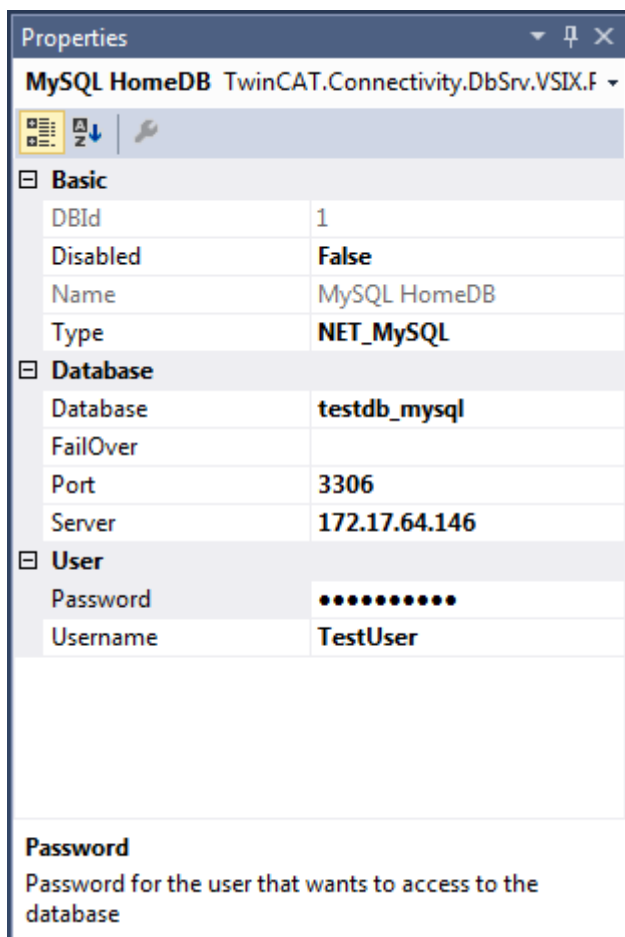 Properties
MySQL HomeDB TwinCAT.Connectivity.DbSrv.VSIX.
Basic
DBId 1
Disabled False
Name MySQL HomeDB
Type NET_MySQL
Database
Database testdb_mysql
FailOver
Port 3306
Server 172.17.64.146
User
Password ●●●●●●●●●●
Username TestUser
Password
Password for the user that wants to access to the
database